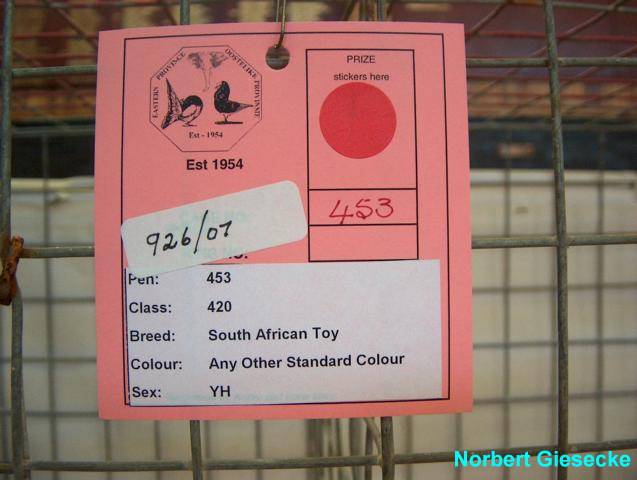 EASTERN PROVINCE OOSTELIKE PROVINSIE
Est - 1954
Est 1954
PRIZE
stickers here
453
926/07
Pen: 453
Class: 420
Breed: South African Toy
Colour: Any Other Standard Colour
Sex: YH
Norbert Giesecke